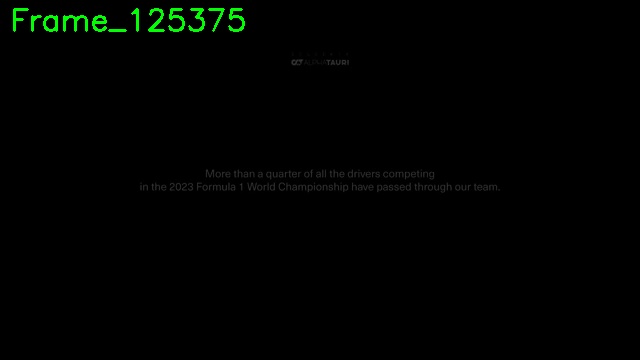 Frame_125375
ALPHATAURI
More than a quarter of all the drivers competing
in the 2023 Formula 1 World Championship have passed through our team.